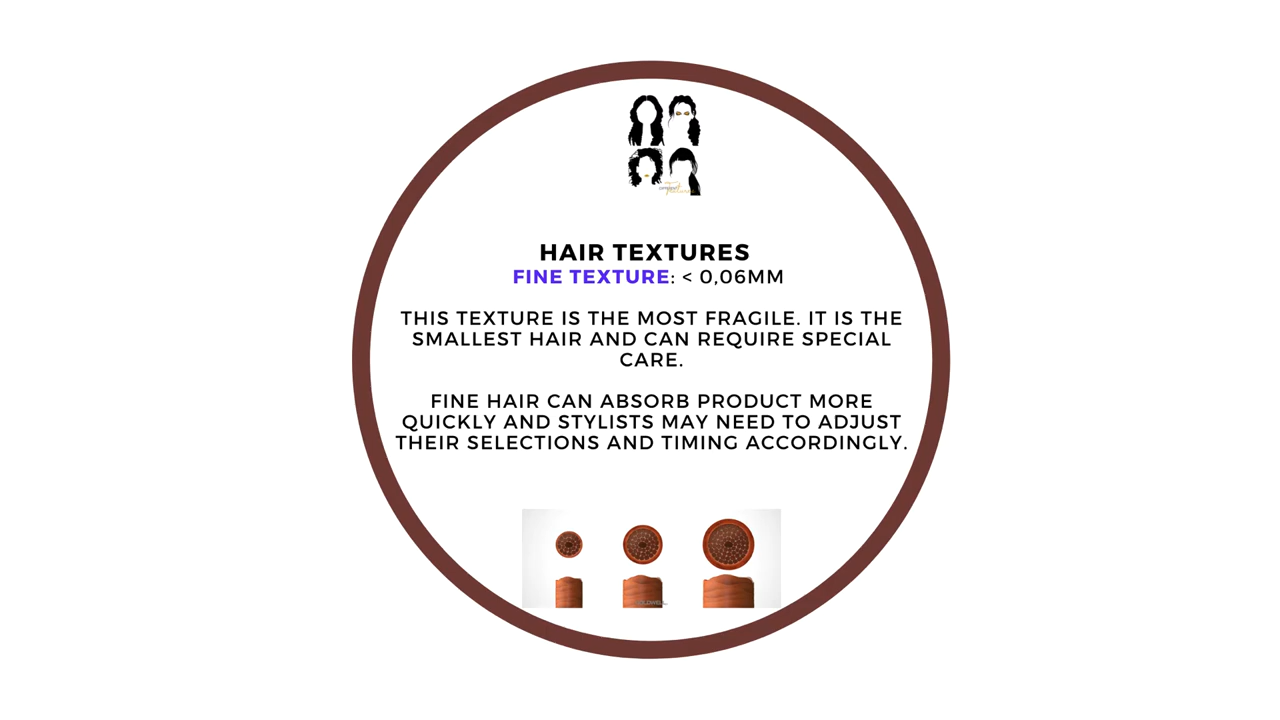 HAIR TEXTURES
FINE TEXTURE: < 0,06MM
THIS TEXTURE IS THE MOST FRAGILE. IT IS THE
SMALLEST HAIR AND CAN REQUIRE SPECIAL
CARE.
FINE HAIR CAN ABSORB PRODUCT MORE
QUICKLY AND STYLISTS MAY NEED TO ADJUST
THEIR SELECTIONS AND TIMING ACCORDINGLY.